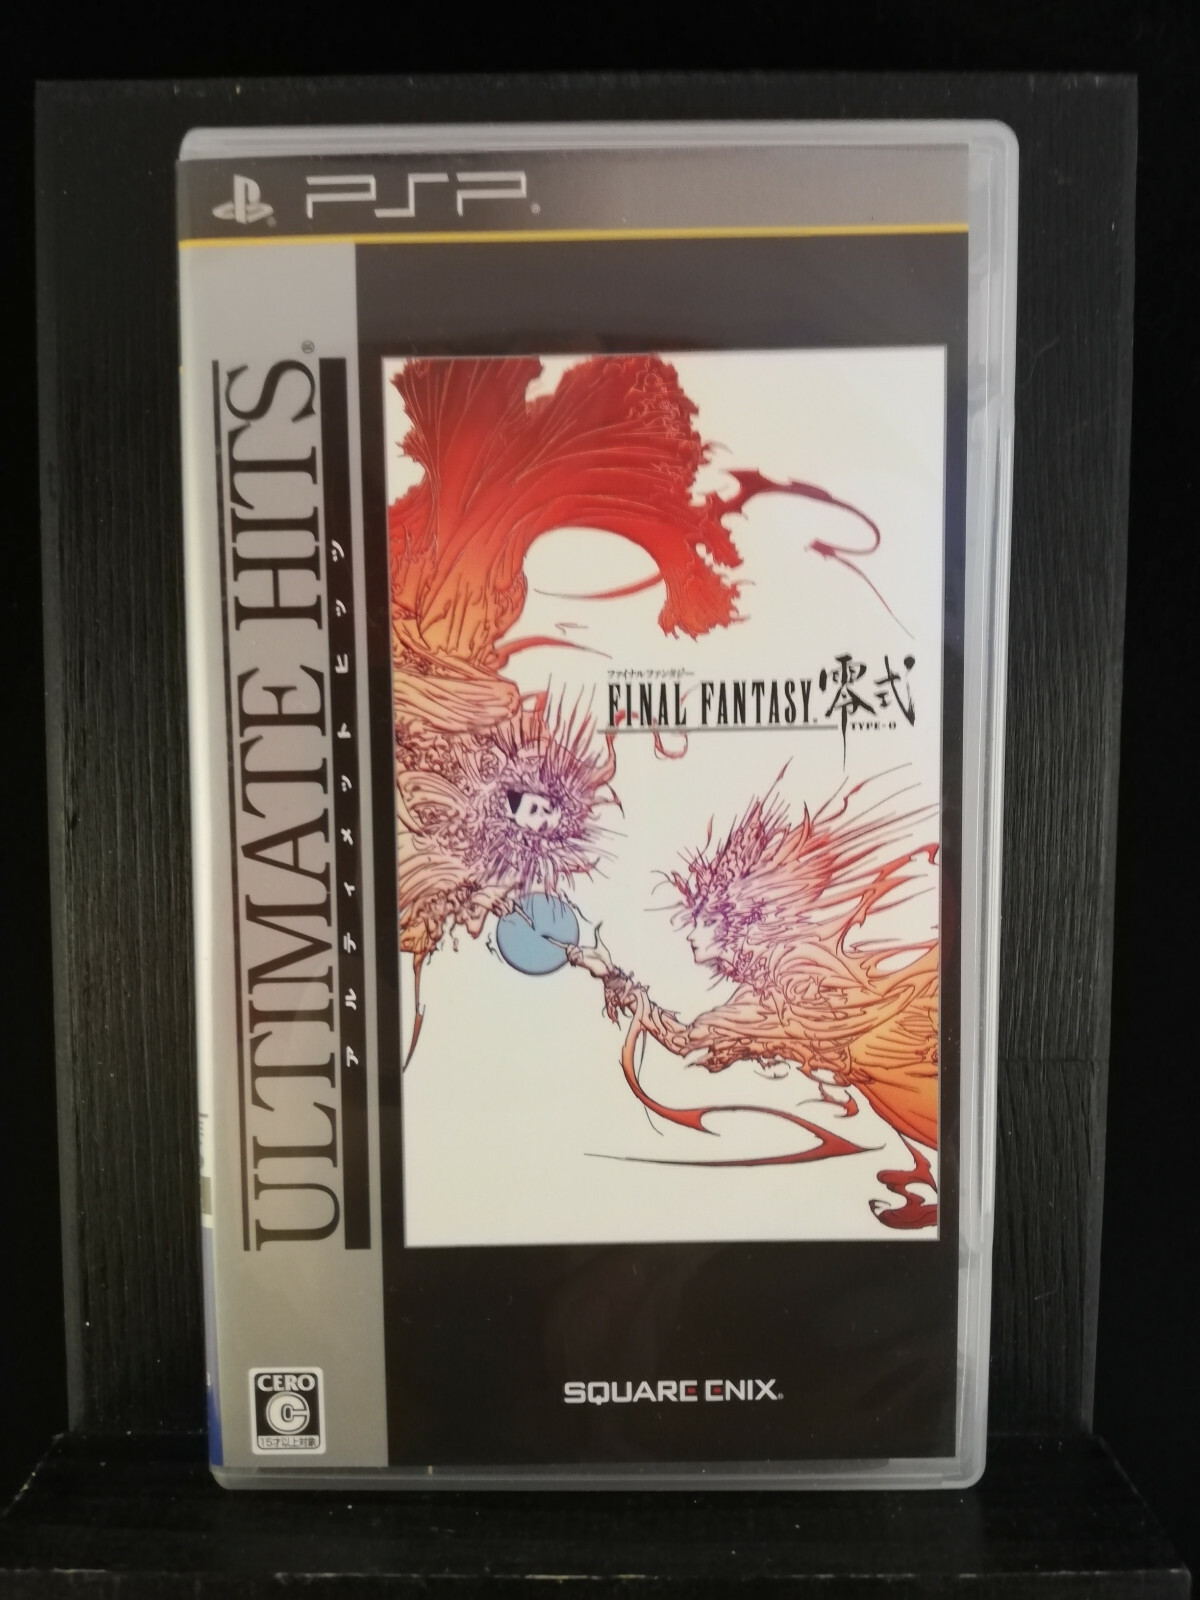 PSP®
ULTIMATE HITS®
アルティメットヒッツ
ファイナルファンタジー
FINAL FANTASY® 零式
TYPE-0
SQUARE ENIX®
CERO
C
15才以上対象